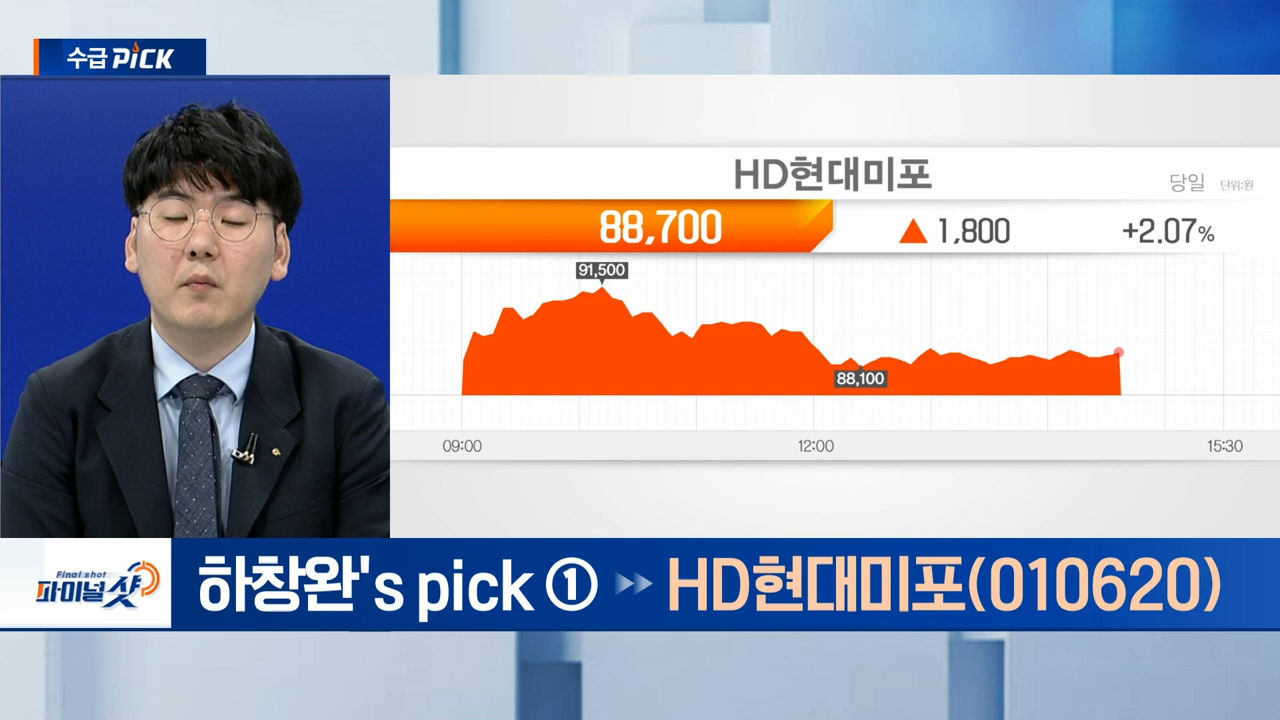 수급 PICK
HD현대미포
당일 단위:원
88,700 ▲ 1,800 +2.07%
91,500
88,100
09:00 12:00 15:30
Final shot
파이널샷
하창완's pick ① ▸▸ HD현대미포(010620)